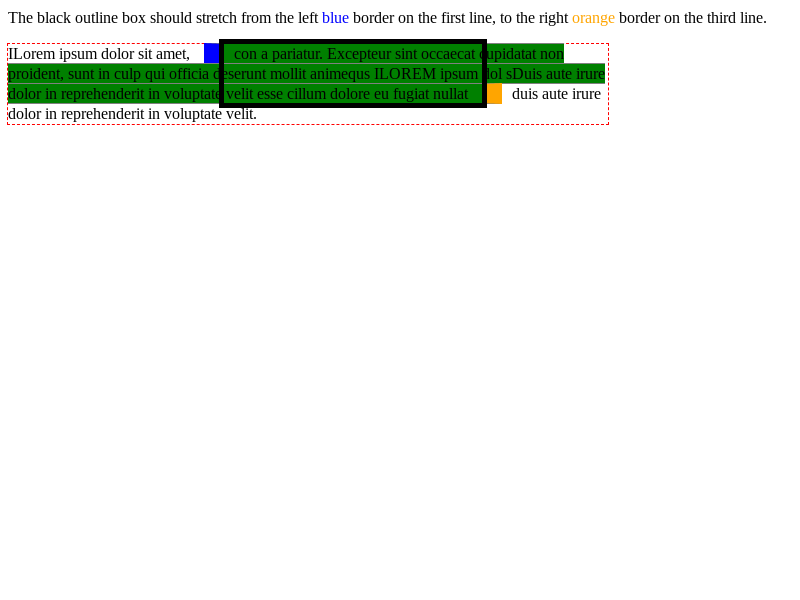 The black outline box should stretch from the left blue border on the first line, to the right orange border on the third line.
ILorem ipsum dolor sit amet, con a pariatur. Excepteur sint occaecat cupidatat non
proident, sunt in culp qui officia deserunt mollit animequs ILOREM ipsum dol sDuis aute irure
dolor in reprehenderit in voluptate velit esse cillum dolore eu fugiat nullat duis aute irure
dolor in reprehenderit in voluptate velit.